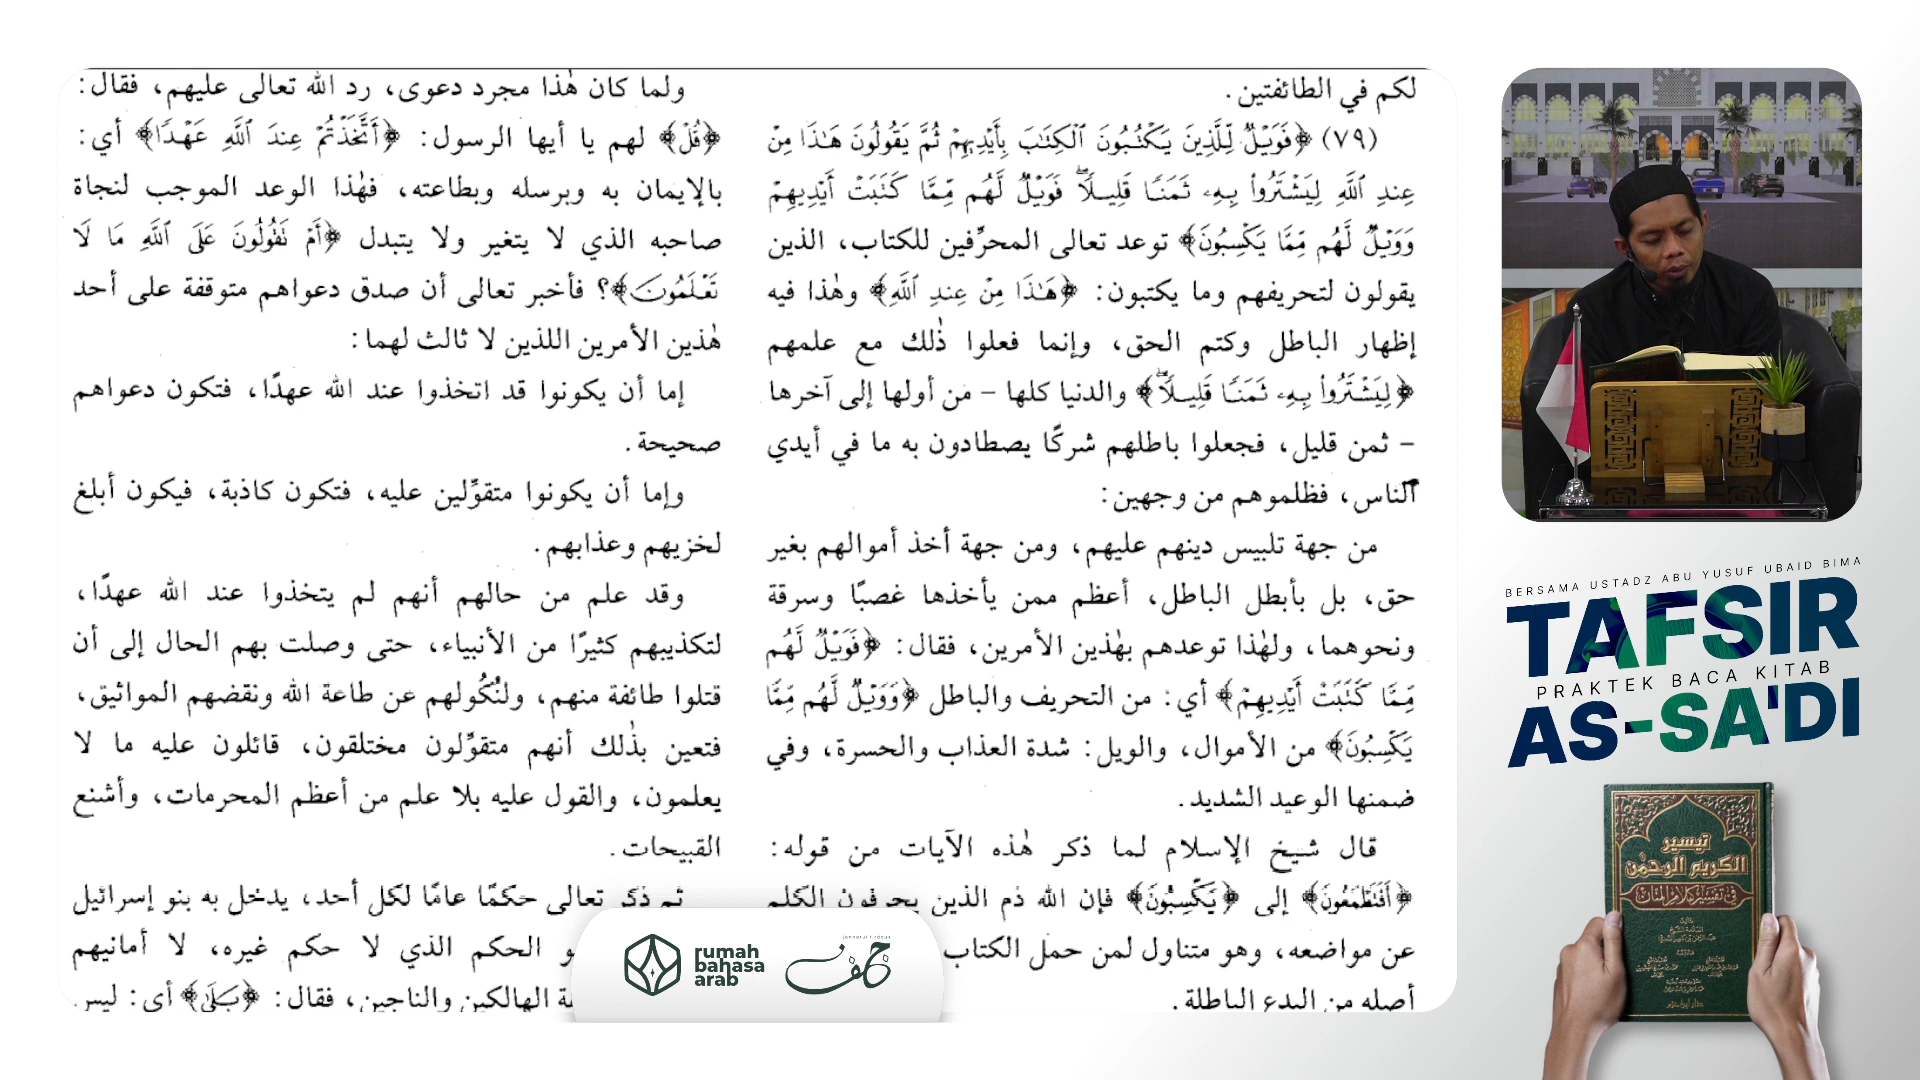 لكم في الطائفتين.
(٧٩) ﴿فَوَيْلٌ لِّلَّذِينَ يَكْتُبُونَ ٱلْكِتَٰبَ بِأَيْدِيهِمْ ثُمَّ يَقُولُونَ هَٰذَا مِنْ
عِندِ ٱللَّهِ لِيَشْتَرُواْ بِهِۦ ثَمَنًا قَلِيلًاۖ فَوَيْلٌ لَّهُم مِّمَّا كَتَبَتْ أَيْدِيهِمْ
وَوَيْلٌ لَّهُم مِّمَّا يَكْسِبُونَ﴾ توعد تعالى المحرِّفين للكتاب، الذين
يقولون لتحريفهم وما يكتبون: ﴿هَٰذَا مِنْ عِندِ ٱللَّهِ﴾ وهٰذا فيه
إظهار الباطل وكتم الحق، وإنما فعلوا ذٰلك مع علمهم
﴿لِيَشْتَرُواْ بِهِۦ ثَمَنًا قَلِيلًاۖ﴾ والدنيا كلها – من أولها إلى آخرها
– ثمن قليل، فجعلوا باطلهم شركًا يصطادون به ما في أيدي
الناس، فظلموهم من وجهين:
من جهة تلبيس دينهم عليهم، ومن جهة أخذ أموالهم بغير
حق، بل بأبطل الباطل، أعظم ممن يأخذها غصبًا وسرقة
ونحوهما، ولهٰذا توعدهم بهٰذين الأمرين، فقال: ﴿فَوَيْلٌ لَّهُم
مِّمَّا كَتَبَتْ أَيْدِيهِمْ﴾ أي: من التحريف والباطل ﴿وَوَيْلٌ لَّهُم مِّمَّا
يَكْسِبُونَ﴾ من الأموال، والويل: شدة العذاب والحسرة، وفي
ضمنها الوعيد الشديد.
قال شيخ الإسلام لما ذكر هٰذه الآيات من قوله:
﴿أَفَتَطْمَعُونَ﴾ إلى ﴿يَكْسِبُونَ﴾ فإن الله ذم الذين يحرفون الكلم
عن مواضعه، وهو متناول لمن حمل الكتاب
أصله من البدع الباطلة.
ولما كان هٰذا مجرد دعوى، رد الله تعالى عليهم، فقال:
﴿قُلْ﴾ لهم يا أيها الرسول: ﴿أَتَّخَذْتُمْ عِندَ ٱللَّهِ عَهْدًا﴾ أي:
بالإيمان به وبرسله وبطاعته، فهٰذا الوعد الموجب لنجاة
صاحبه الذي لا يتغير ولا يتبدل ﴿أَمْ تَقُولُونَ عَلَى ٱللَّهِ مَا لَا
تَعْلَمُونَ﴾؟ فأخبر تعالى أن صدق دعواهم متوقفة على أحد
هٰذين الأمرين اللذين لا ثالث لهما:
إما أن يكونوا قد اتخذوا عند الله عهدًا، فتكون دعواهم
صحيحة.
وإما أن يكونوا متقوِّلين عليه، فتكون كاذبة، فيكون أبلغ
لخزيهم وعذابهم.
وقد علم من حالهم أنهم لم يتخذوا عند الله عهدًا،
لتكذيبهم كثيرًا من الأنبياء، حتى وصلت بهم الحال إلى أن
قتلوا طائفة منهم، ولنُكُولهم عن طاعة الله ونقضهم المواثيق،
فتعين بذٰلك أنهم متقوِّلون مختلقون، قائلون عليه ما لا
يعلمون، والقول عليه بلا علم من أعظم المحرمات، وأشنع
القبيحات.
ثم ذكر تعالى حكمًا عامًا لكل أحد، يدخل به بنو إسرائيل
الحكم الذي لا حكم غيره، لا أمانيهم
الهالكين والناجين، فقال: ﴿بَلَىٰ﴾ أي: ليس
rumah
bahasa
arab
BERSAMA USTADZ ABU YUSUF UBAID BIMA
TAFSIR
PRAKTEK BACA KITAB
AS-SA'DI
تيسير
الكريم الرحمن
في تفسير كلام المنان